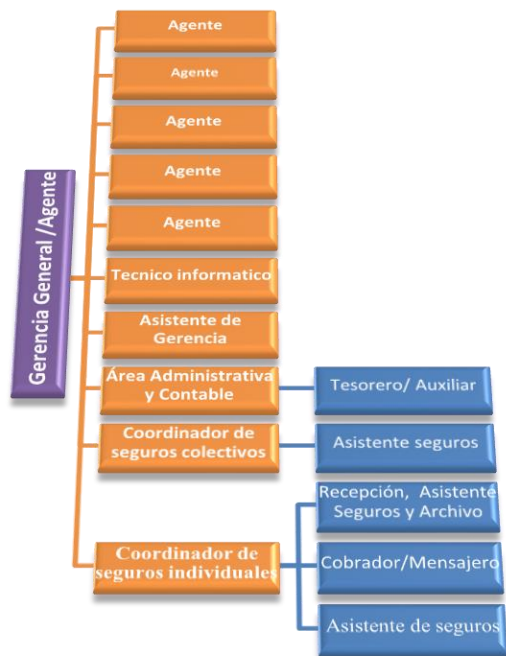 Gerencia General /Agente
Agente
Agente
Agente
Agente
Agente
Tecnico informatico
Asistente de
Gerencia
Área Administrativa
y Contable
Tesorero/ Auxiliar
Coordinador de
seguros colectivos
Asistente seguros
Coordinador de
seguros individuales
Recepción, Asistente
Seguros y Archivo
Cobrador/Mensajero
Asistente de seguros